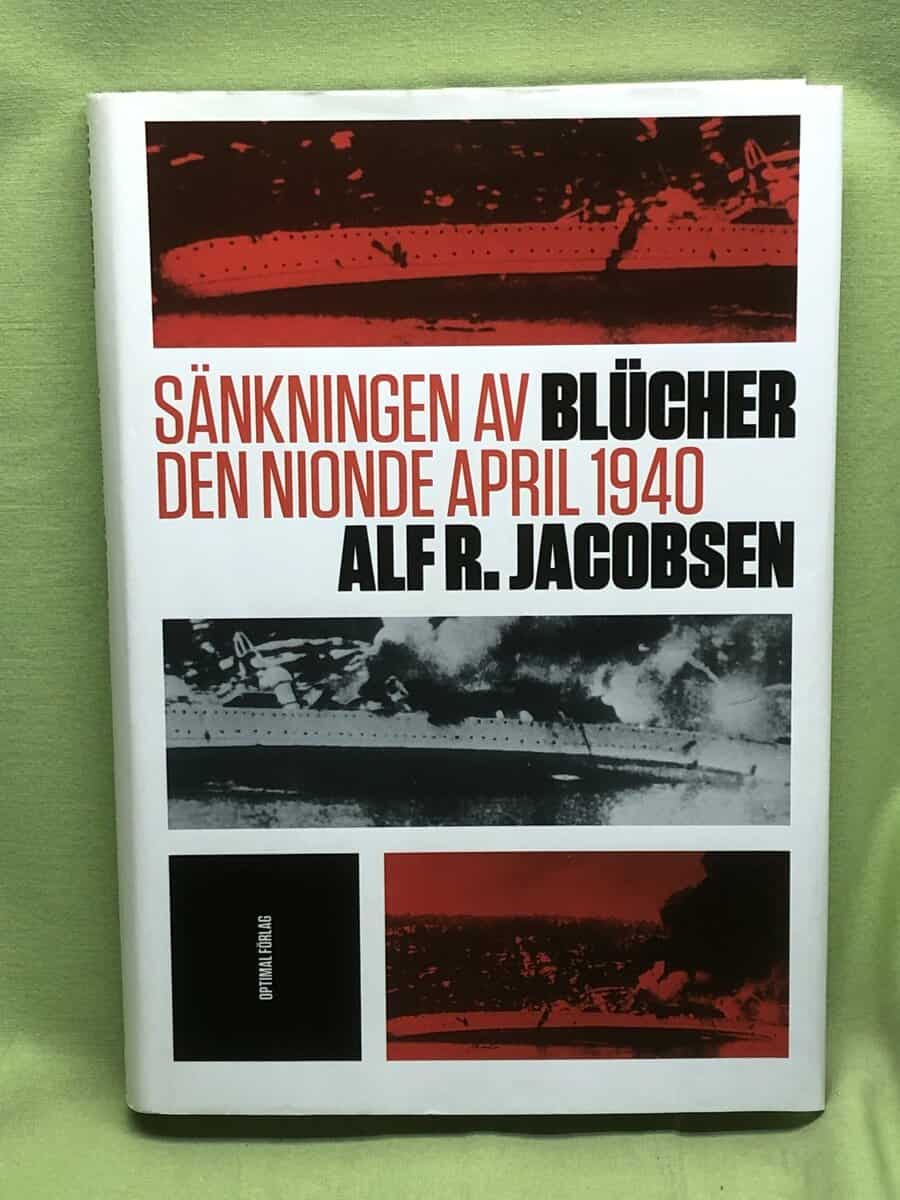 SÄNKNINGEN AV BLÜCHER
DEN NIONDE APRIL 1940
ALF R. JACOBSEN
OPTIMAL FÖRLAG